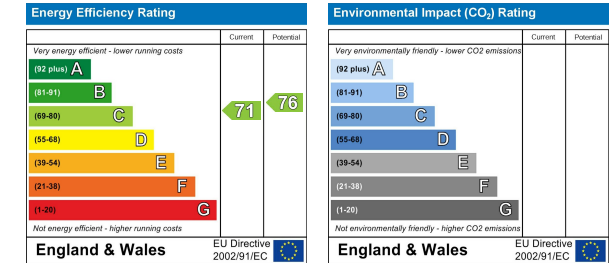 Energy Efficiency Rating
Current Potential
Very energy efficient - lower running costs
(92 plus) A
(81-91) B
(69-80) C
71 76
(55-68) D
(39-54) E
(21-38) F
(1-20) G
Not energy efficient - higher running costs
England & Wales
EU Directive
2002/91/EC
Environmental Impact (CO₂) Rating
Current Potential
Very environmentally friendly - lower CO2 emissions
(92 plus) A
(81-91) B
(69-80) C
(55-68) D
(39-54) E
(21-38) F
(1-20) G
Not environmentally friendly - higher CO2 emissions
England & Wales
EU Directive
2002/91/EC